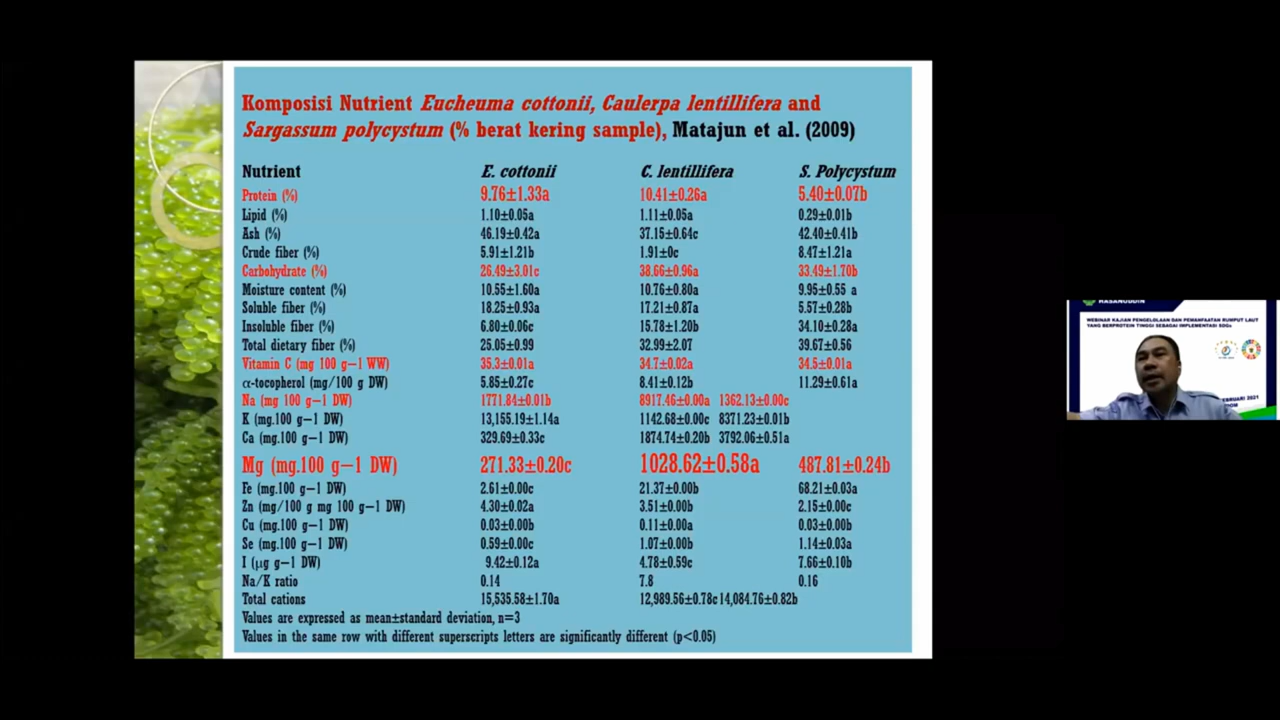 Komposisi Nutrient Eucheuma cottonii, Caulerpa lentillifera and
Sargassum polycystum (% berat kering sample), Matajun et al. (2009)
Nutrient E. cottonii C. lentillifera S. Polycystum
Protein (%) 9.76±1.33a 10.41±0.26a 5.40±0.07b
Lipid (%) 1.10±0.05a 1.11±0.05a 0.29±0.01b
Ash (%) 46.19±0.42a 37.15±0.64c 42.40±0.41b
Crude fiber (%) 5.91±1.21b 1.91±0c 8.47±1.21a
Carbohydrate (%) 26.49±3.01c 38.66±0.96a 33.49±1.70b
Moisture content (%) 10.55±1.60a 10.76±0.80a 9.95±0.55 a
Soluble fiber (%) 18.25±0.93a 17.21±0.87a 5.57±0.28b
Insoluble fiber (%) 6.80±0.06c 15.78±1.20b 34.10±0.28a
Total dietary fiber (%) 25.05±0.99 32.99±2.07 39.67±0.56
Vitamin C (mg 100 g—1 WW) 35.3±0.01a 34.7±0.02a 34.5±0.01a
α-tocopherol (mg/100 g DW) 5.85±0.27c 8.41±0.12b 11.29±0.61a
Na (mg 100 g—1 DW) 1771.84±0.01b 8917.46±0.00a 1362.13±0.00c
K (mg.100 g—1 DW) 13,155.19±1.14a 1142.68±0.00c 8371.23±0.01b
Ca (mg.100 g—1 DW) 329.69±0.33c 1874.74±0.20b 3792.06±0.51a
Mg (mg.100 g—1 DW) 271.33±0.20c 1028.62±0.58a 487.81±0.24b
Fe (mg.100 g—1 DW) 2.61±0.00c 21.37±0.00b 68.21±0.03a
Zn (mg/100 g mg 100 g—1 DW) 4.30±0.02a 3.51±0.00b 2.15±0.00c
Cu (mg.100 g—1 DW) 0.03±0.00b 0.11±0.00a 0.03±0.00b
Se (mg.100 g—1 DW) 0.59±0.00c 1.07±0.00b 1.14±0.03a
I (μg g—1 DW) 9.42±0.12a 4.78±0.59c 7.66±0.10b
Na/K ratio 0.14 7.8 0.16
Total cations 15,535.58±1.70a 12,989.56±0.78c 14,084.76±0.82b
Values are expressed as mean±standard deviation, n=3
Values in the same row with different superscripts letters are significantly different (p<0.05)
HASANUDDIN
WEBINAR KAJIAN PENGELOLAAN DAN PEMANFAATAN RUMPUT LAUT
YANG BERPROTEIN TINGGI SEBAGAI IMPLEMENTASI SDGs
EBRUARI 2021